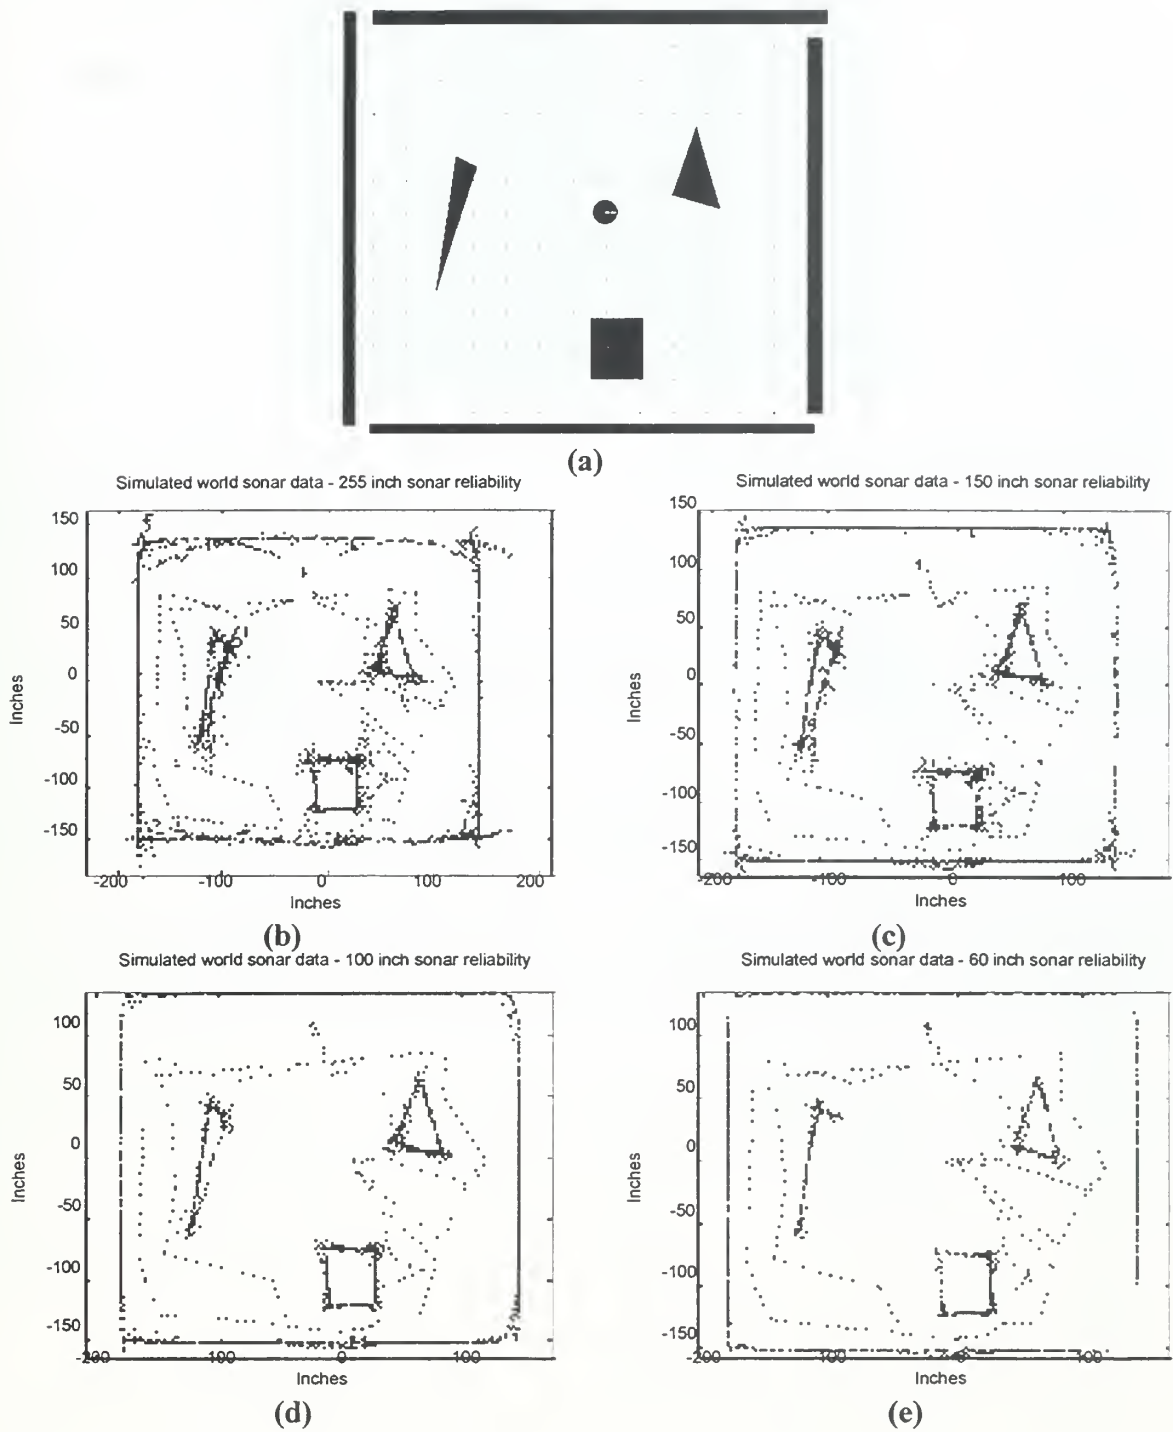 (a)
Simulated world sonar data - 255 inch sonar reliability
150
100
50
0
-50
-100
-150
Inches
-200
-100
0
100
200
Inches
(b)
Simulated world sonar data - 150 inch sonar reliability
150
100
50
0
-50
-100
-150
Inches
-200
-100
0
100
Inches
(c)
Simulated world sonar data - 100 inch sonar reliability
100
50
0
-50
-100
-150
Inches
-200
-100
0
100
Inches
(d)
Simulated world sonar data - 60 inch sonar reliability
100
50
0
-50
-100
-150
Inches
-200
-100
0
100
Inches
(e)